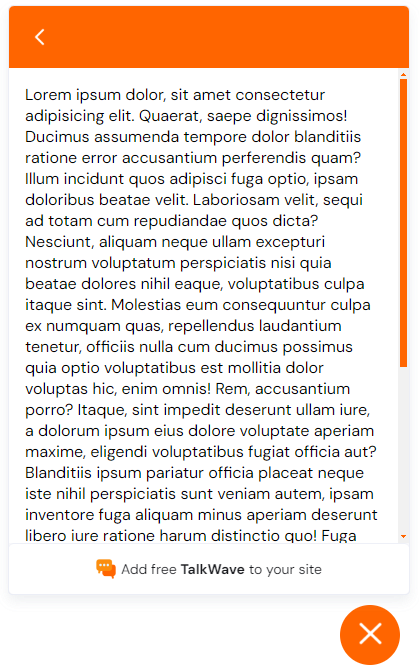 Lorem ipsum dolor, sit amet consectetur
adipisicing elit. Quaerat, saepe dignissimos!
Ducimus assumenda tempore dolor blanditiis
ratione error accusantium perferendis quam?
Illum incidunt quos adipisci fuga optio, ipsam
doloribus beatae velit. Laboriosam velit, sequi
ad totam cum repudiandae quos dicta?
Nesciunt, aliquam neque ullam excepturi
nostrum voluptatum perspiciatis nisi quia
beatae dolores nihil eaque, voluptatibus culpa
itaque sint. Molestias eum consequuntur culpa
ex numquam quas, repellendus laudantium
tenetur, officiis nulla cum ducimus possimus
quia optio voluptatibus est mollitia dolor
voluptas hic, enim omnis! Rem, accusantium
porro? Itaque, sint impedit deserunt ullam iure,
a dolorum ipsum eius dolore voluptate aperiam
maxime, eligendi voluptatibus fugiat officia aut?
Blanditiis ipsum pariatur officia placeat neque
iste nihil perspiciatis sunt veniam autem, ipsam
inventore fuga aliquam minus aperiam deserunt
libero iure ratione harum distinctio quo! Fuga
Add free TalkWave to your site